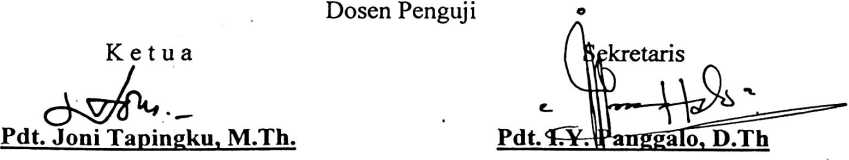 Dosen Penguji
K e t u a
Sekretaris
Pdt. Joni Tapingku, M.Th.
Pdt. I.Y. Panggalo, D.Th